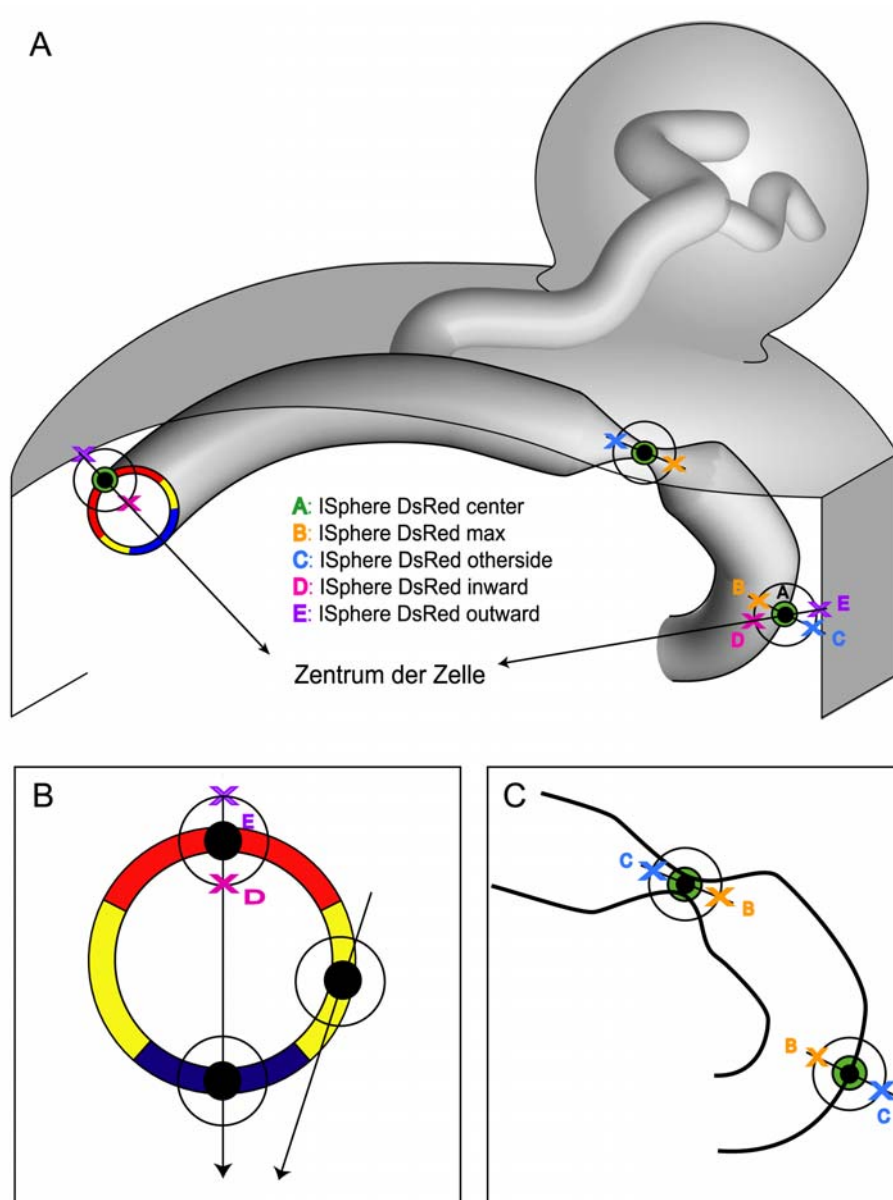 A
A: ISphere DsRed center
B: ISphere DsRed max
C: ISphere DsRed otherside
D: ISphere DsRed inward
E: ISphere DsRed outward
B
A
E
D
C
Zentrum der Zelle
B
E
D
C
C
B
B
C